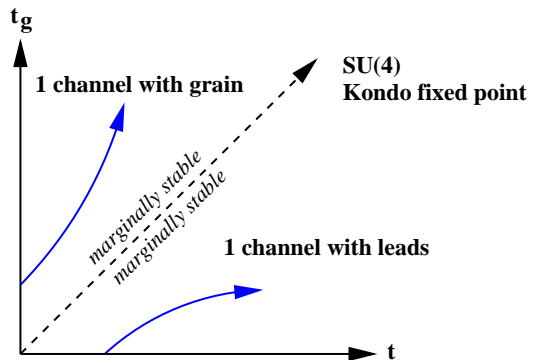 t_g
SU(4)
1 channel with grain
Kondo fixed point
marginally stable
marginally stable
1 channel with leads
t